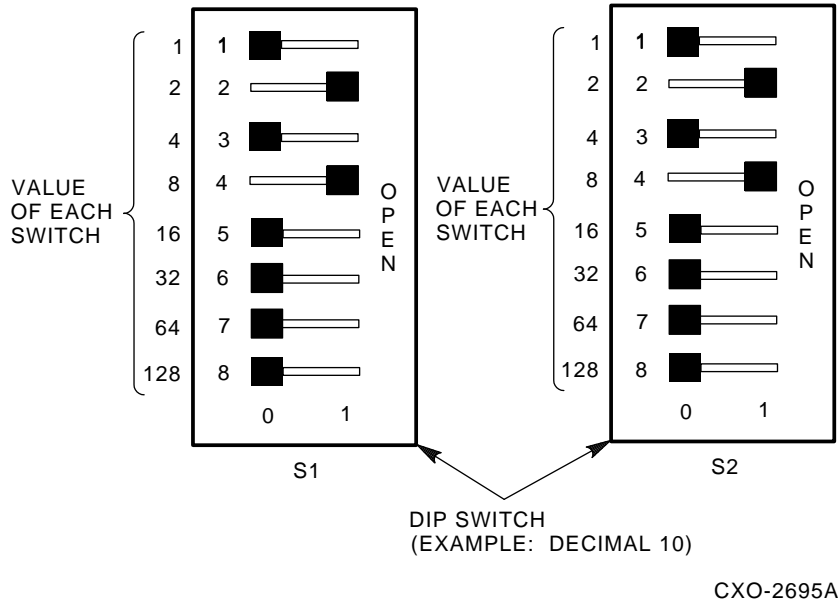 1 1
2 2
4 3
8 4
16 5
32 6
64 7
128 8
VALUE
OF EACH
SWITCH
O
P
E
N
0 1
S1
1 1
2 2
4 3
8 4
16 5
32 6
64 7
128 8
VALUE
OF EACH
SWITCH
O
P
E
N
0 1
S2
DIP SWITCH
(EXAMPLE: DECIMAL 10)
CXO-2695A